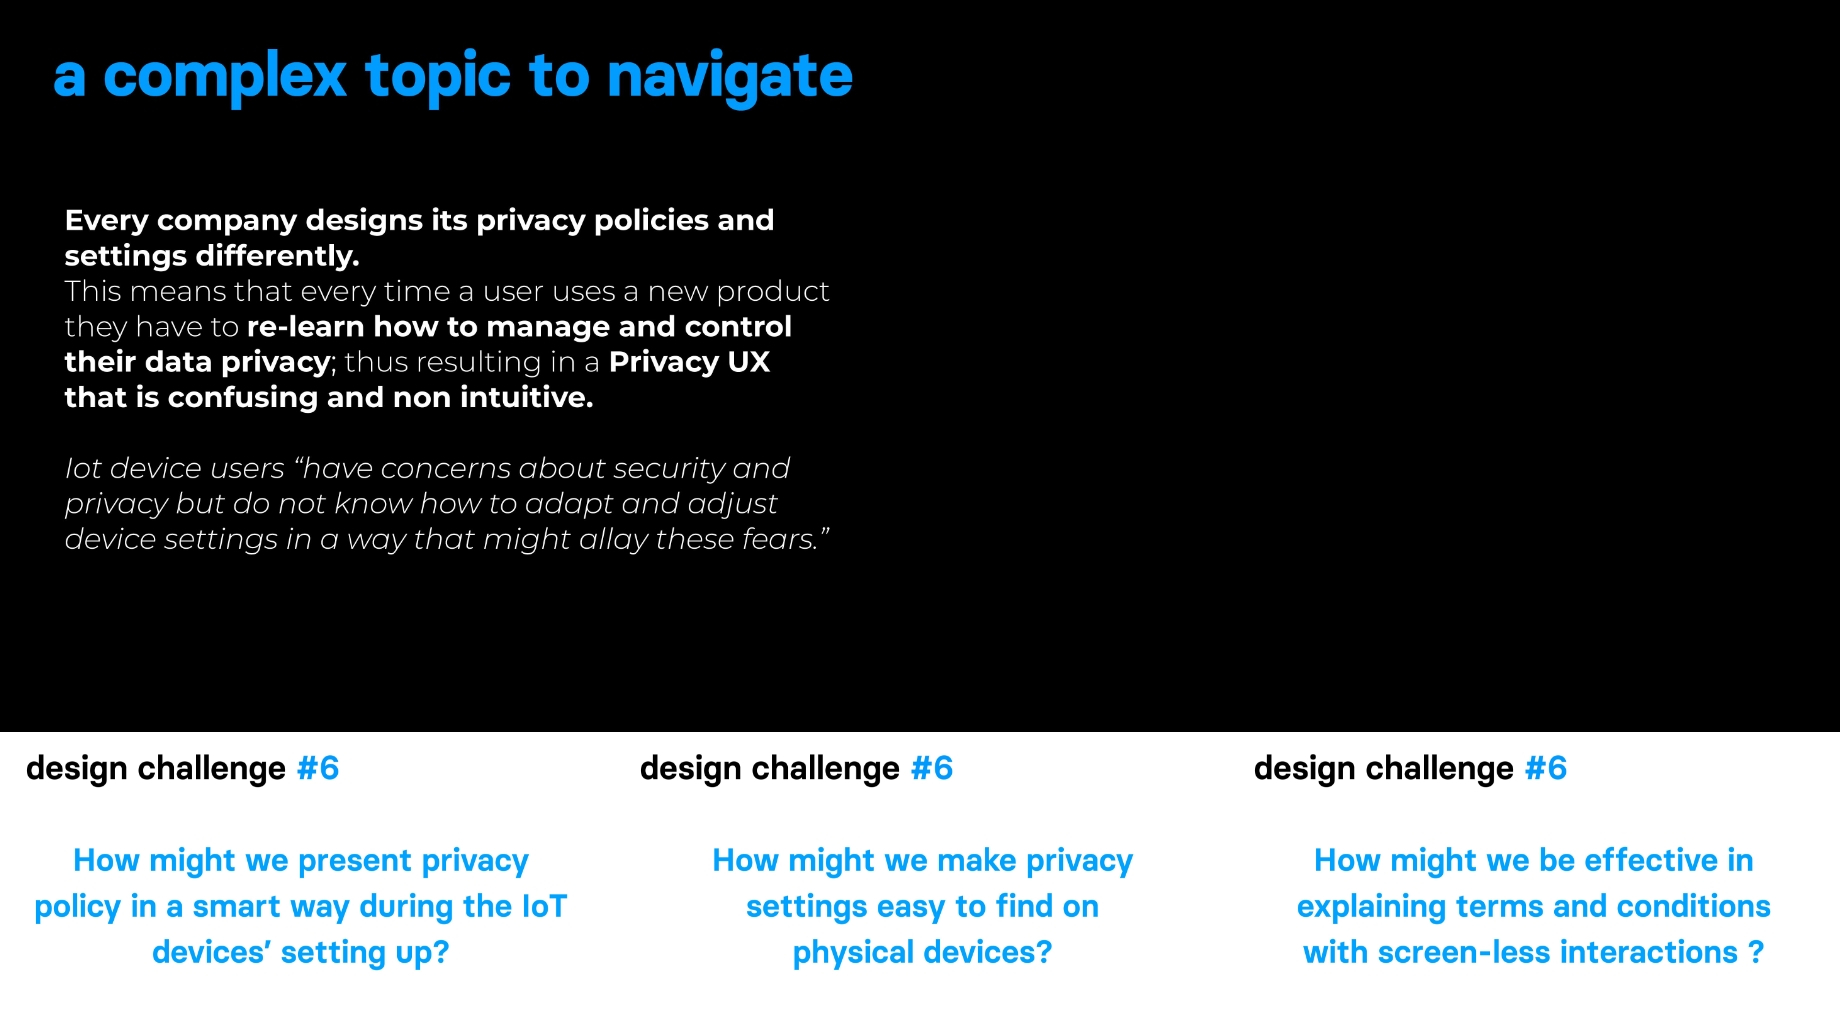 a complex topic to navigate
Every company designs its privacy policies and
settings differently.
This means that every time a user uses a new product
they have to re-learn how to manage and control
their data privacy; thus resulting in a Privacy UX
that is confusing and non intuitive.
Iot device users “have concerns about security and
privacy but do not know how to adapt and adjust
device settings in a way that might allay these fears.”
design challenge #6
How might we present privacy
policy in a smart way during the IoT
devices’ setting up?
design challenge #6
How might we make privacy
settings easy to find on
physical devices?
design challenge #6
How might we be effective in
explaining terms and conditions
with screen-less interactions ?